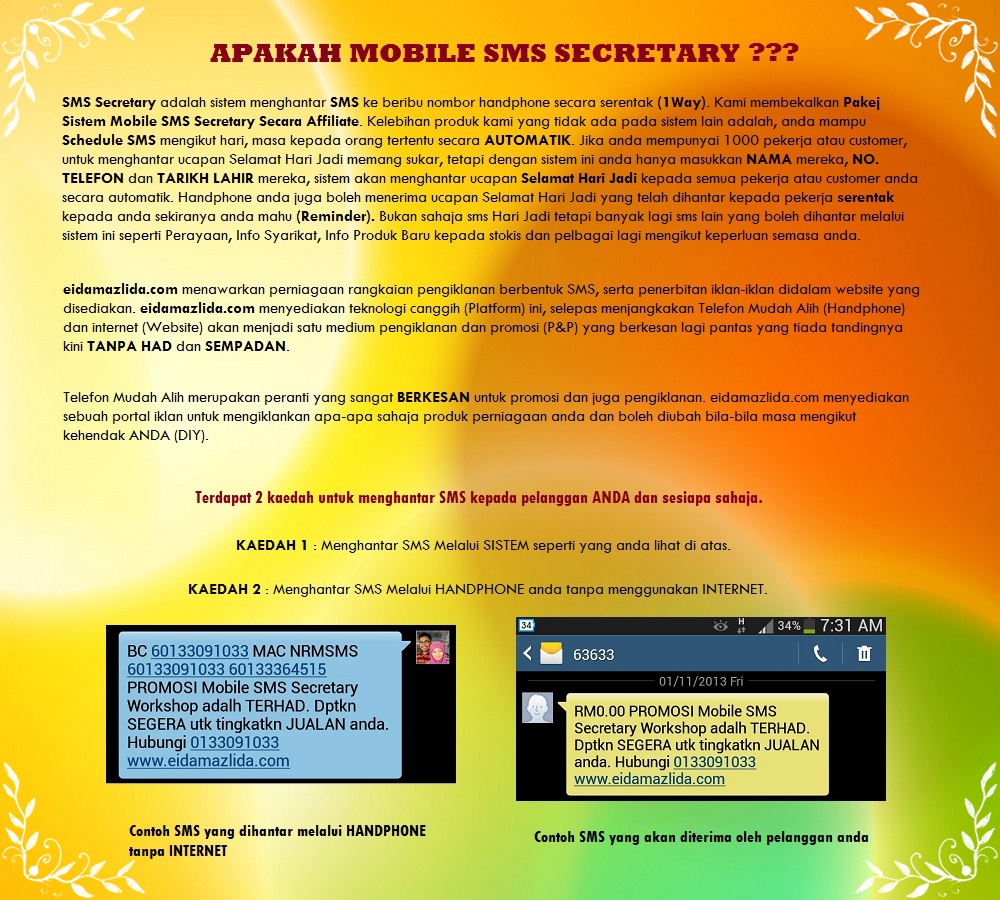 APAKAH MOBILE SMS SECRETARY ???
SMS Secretary adalah sistem menghantar SMS ke beribu nombor handphone secara serentak (1Way). Kami membekalkan Pakej
Sistem Mobile SMS Secretary Secara Affiliate. Kelebihan produk kami yang tidak ada pada sistem lain adalah, anda mampu
Schedule SMS mengikut hari, masa kepada orang tertentu secara AUTOMATIK. Jika anda mempunyai 1000 pekerja atau customer,
untuk menghantar ucapan Selamat Hari Jadi memang sukar, tetapi dengan sistem ini anda hanya masukkan NAMA mereka, NO.
TELEFON dan TARIKH LAHIR mereka, sistem akan menghantar ucapan Selamat Hari Jadi kepada semua pekerja atau customer anda
secara automatik. Handphone anda juga boleh menerima ucapan Selamat Hari Jadi yang telah dihantar kepada pekerja serentak
kepada anda sekiranya anda mahu (Reminder). Bukan sahaja sms Hari Jadi tetapi banyak lagi sms lain yang boleh dihantar melalui
sistem ini seperti Perayaan, Info Syarikat, Info Produk Baru kepada stokis dan pelbagai lagi mengikut keperluan semasa anda.
eidamazlida.com menawarkan perniagaan rangkaian pengiklanan berbentuk SMS, serta penerbitan iklan-iklan didalam website yang
disediakan. eidamazlida.com menyediakan teknologi canggih (Platform) ini, selepas menjangkakan Telefon Mudah Alih (Handphone)
dan internet (Website) akan menjadi satu medium pengiklanan dan promosi (P&P) yang berkesan lagi pantas yang tiada tandingnya
kini TANPA HAD dan SEMPADAN.
Telefon Mudah Alih merupakan peranti yang sangat BERKESAN untuk promosi dan juga pengiklanan. eidamazlida.com menyediakan
sebuah portal iklan untuk mengiklankan apa-apa sahaja produk perniagaan anda dan boleh diubah bila-bila masa mengikut
kehendak ANDA (DIY).
Terdapat 2 kaedah untuk menghantar SMS kepada pelanggan ANDA dan sesiapa sahaja.
KAEDAH 1 : Menghantar SMS Melalui SISTEM seperti yang anda lihat di atas.
KAEDAH 2 : Menghantar SMS Melalui HANDPHONE anda tanpa menggunakan INTERNET.
BC 60133091033 MAC NRMSMS
60133091033 60133364515
PROMOSI Mobile SMS Secretary
Workshop adalh TERHAD. Dptkn
SEGERA utk tingkatkn JUALAN anda.
Hubungi 0133091033
www.eidamazlida.com
34 H 34% 7:31 AM
63633
01/11/2013 Fri
RM0.00 PROMOSI Mobile SMS
Secretary Workshop adalh TERHAD.
Dptkn SEGERA utk tingkatkn JUALAN
anda. Hubungi 0133091033
www.eidamazlida.com
Contoh SMS yang dihantar melalui HANDPHONE
tanpa INTERNET
Contoh SMS yang akan diterima oleh pelanggan anda